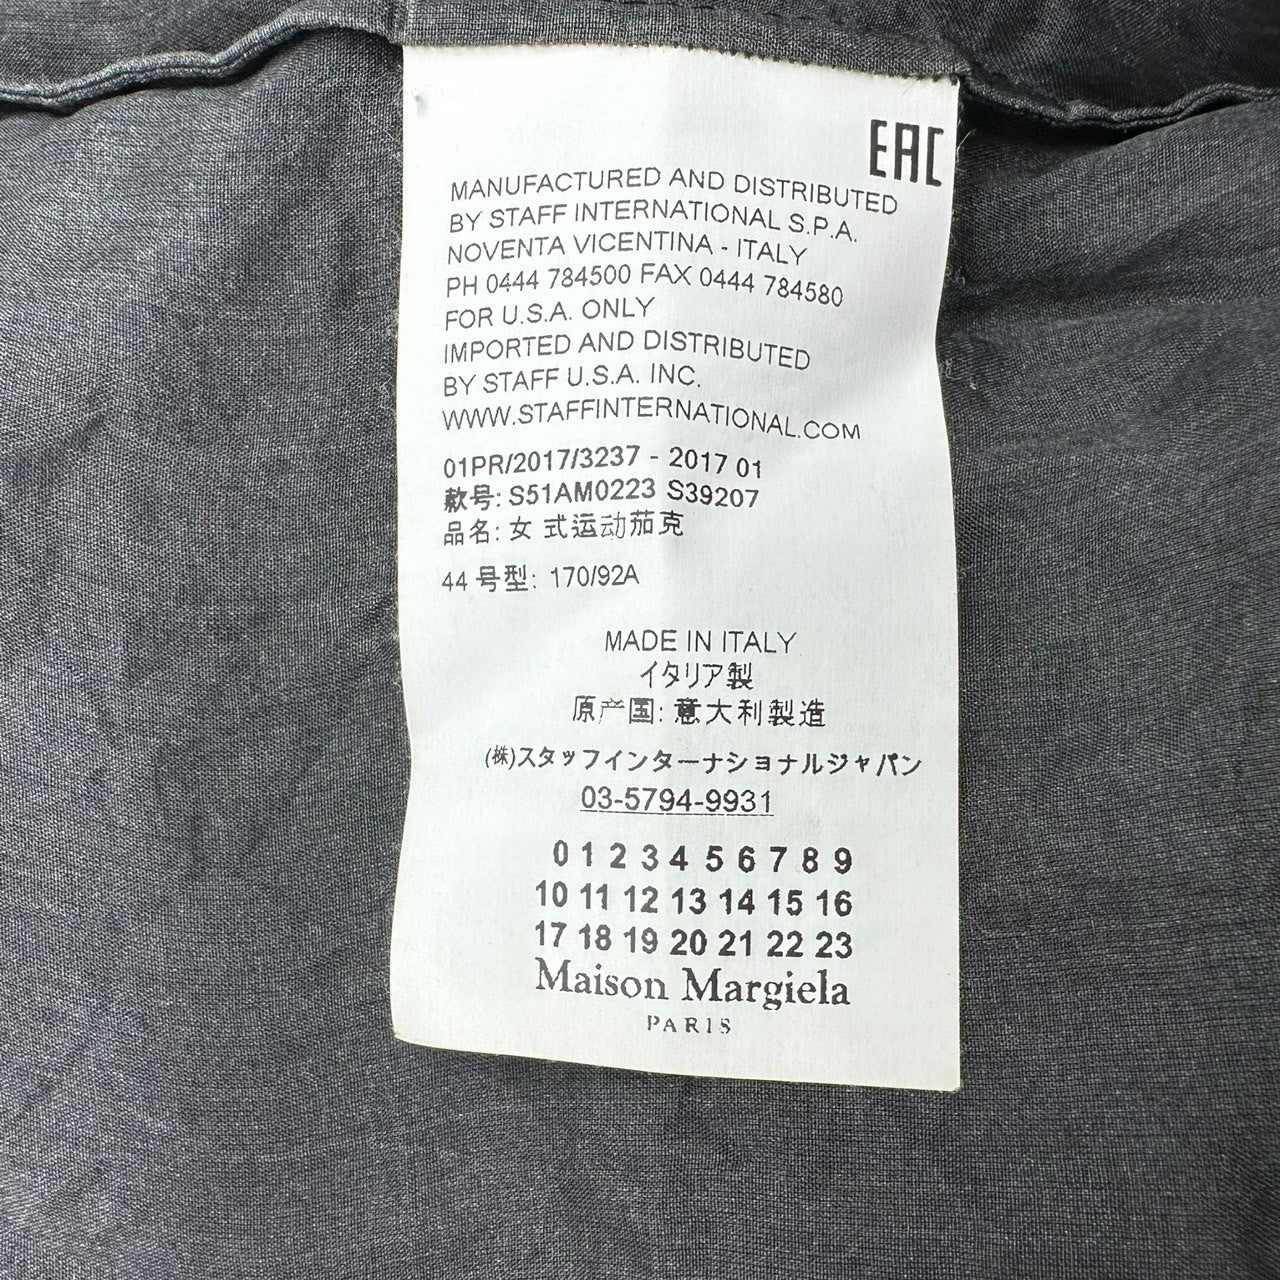 EAC
MANUFACTURED AND DISTRIBUTED
BY STAFF INTERNATIONAL S.P.A.
NOVENTA VICENTINA - ITALY
PH 0444 784500 FAX 0444 784580
FOR U.S.A. ONLY
IMPORTED AND DISTRIBUTED
BY STAFF U.S.A. INC.
WWW.STAFFINTERNATIONAL.COM
01PR/2017/3237 - 2017 01
款号: S51AM0223 S39207
品名: 女 式运动茄克
44 号型: 170/92A
MADE IN ITALY
イタリア製
原产国: 意大利製造
(株)スタッフインターナショナルジャパン
03-5794-9931
0 1 2 3 4 5 6 7 8 9
10 11 12 13 14 15 16
17 18 19 20 21 22 23
Maison Margiela
PARIS